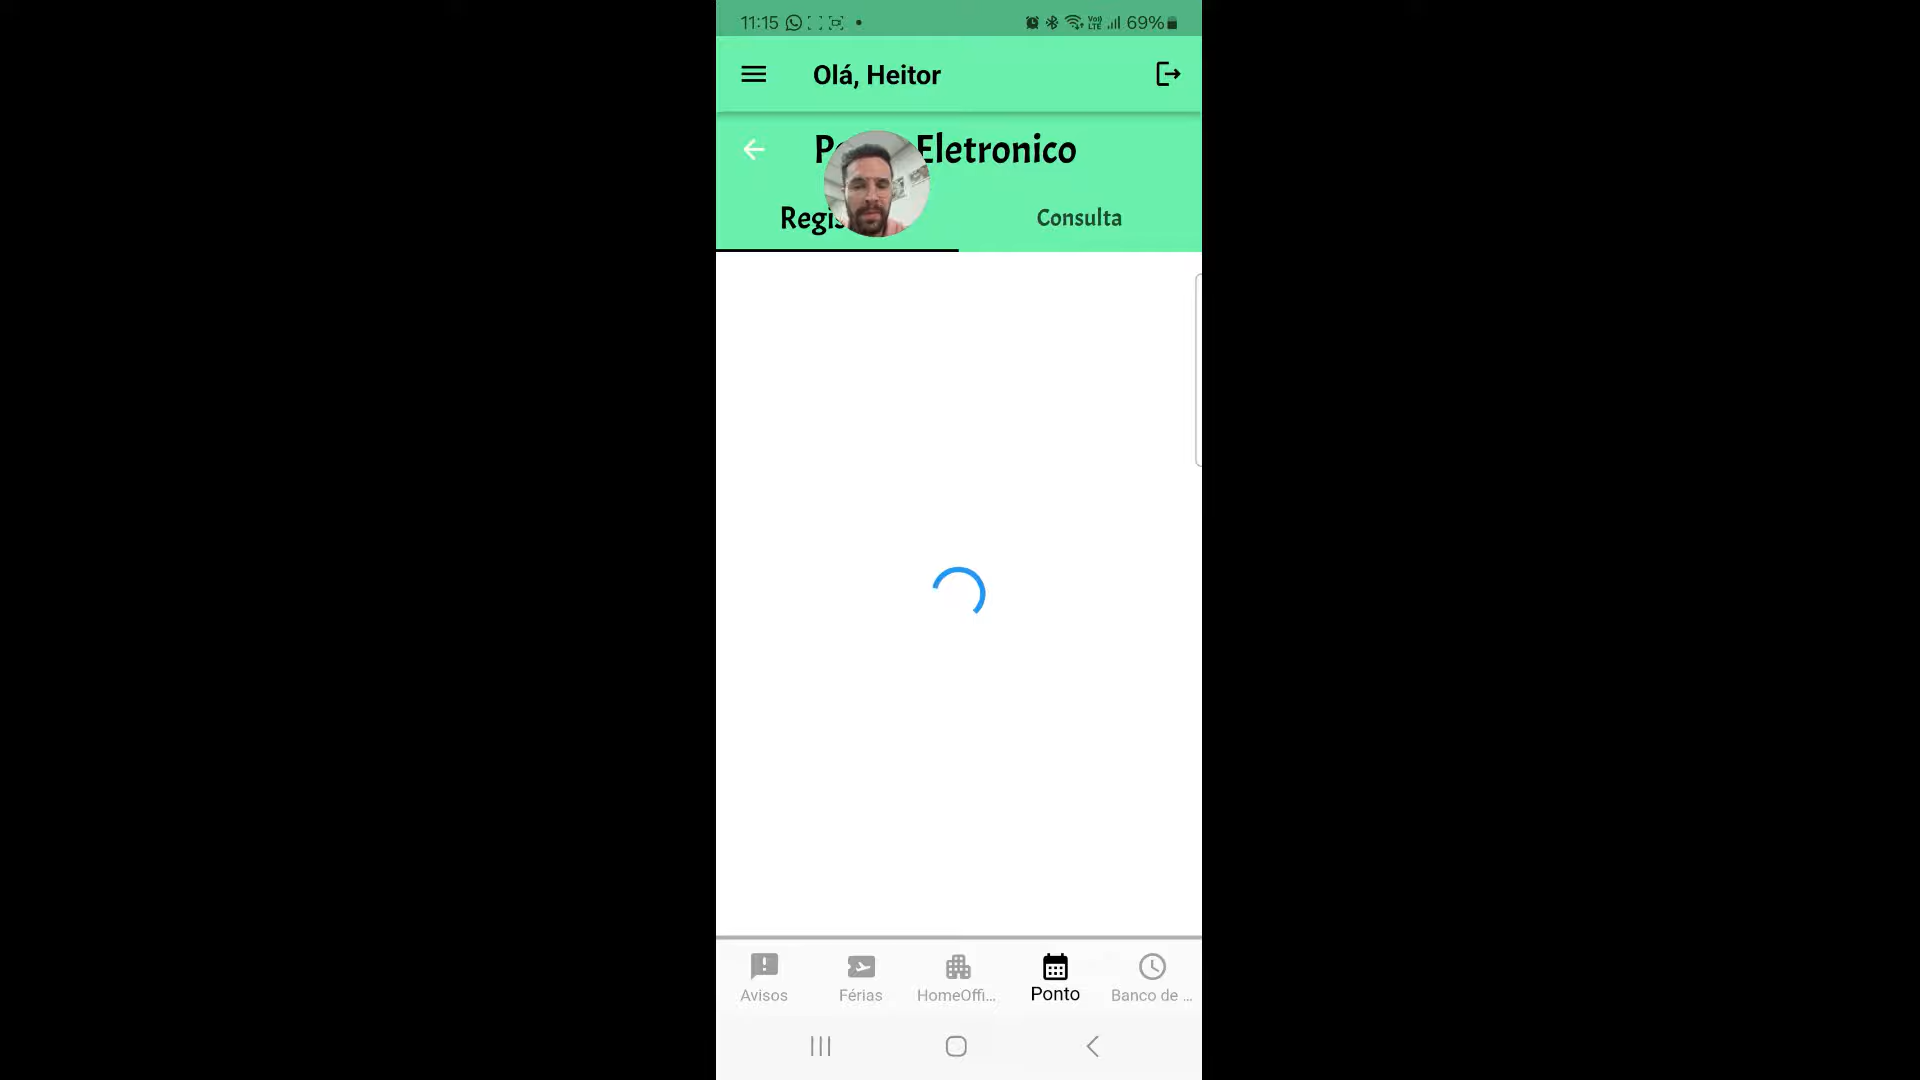 11:15 69%
Olá, Heitor
Eletronico
Consulta
Avisos Férias HomeOffi... Ponto Banco de ...